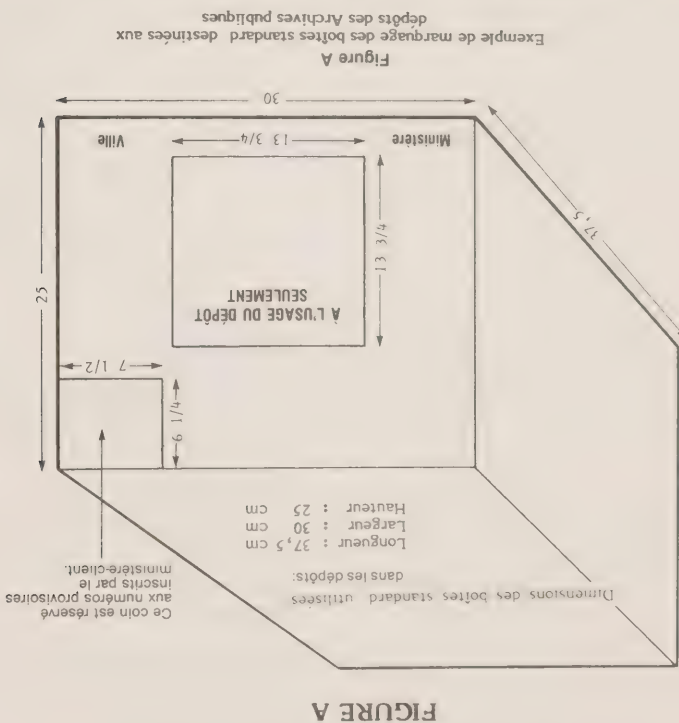 FIGURE A
Dimensions des boîtes standard utilisées
dans les dépôts:
Longueur : 37,5 cm
Largeur : 30 cm
Hauteur : 25 cm
Ce coin est réservé
aux numéros provisoires
inscrits par le
ministère-client.
6 1/4
7 1/2
À L'USAGE DU DÉPÔT
SEULEMENT
25
37,5
13 3/4
13 3/4
Ministère
Ville
30
Figure A
Exemple de marquage des boîtes standard destinées aux
dépôts des Archives publiques